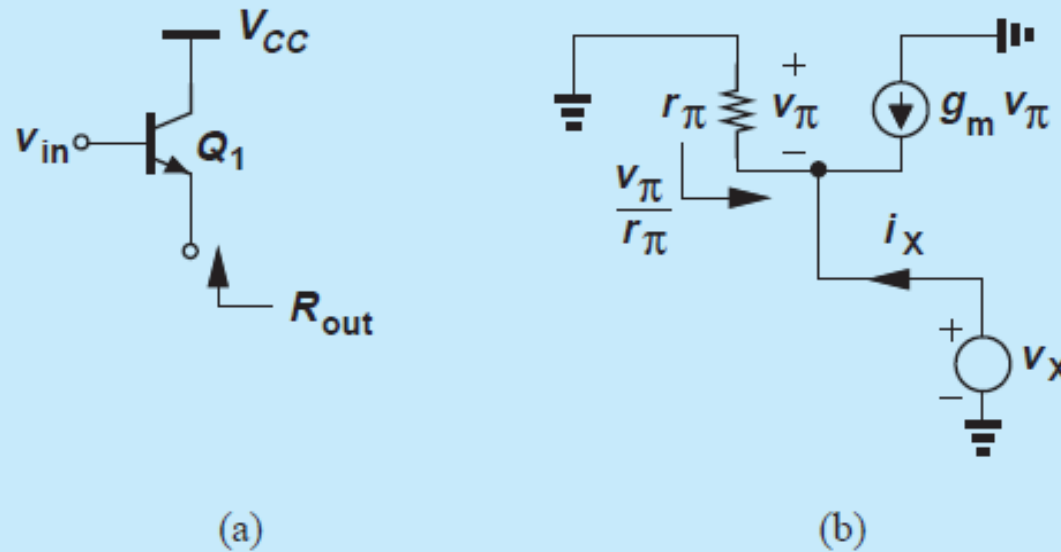 V_CC
v_in
Q_1
R_out
(a)
r_π
+
v_π
−
g_m v_π
v_π
r_π
i_X
+
v_X
−
(b)